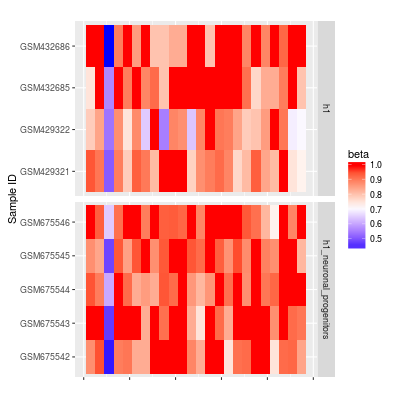 Sample ID
GSM432686
GSM432685
GSM429322
GSM429321
h1
GSM675546
GSM675545
GSM675544
GSM675543
GSM675542
h1_neuronal_progenitors
beta
1.0
0.9
0.8
0.7
0.6
0.5